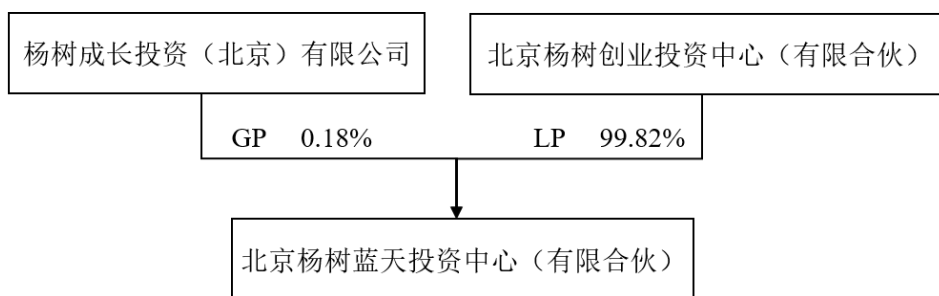 杨树成长投资（北京）有限公司
北京杨树创业投资中心（有限合伙）
GP 0.18%
LP 99.82%
北京杨树蓝天投资中心（有限合伙）